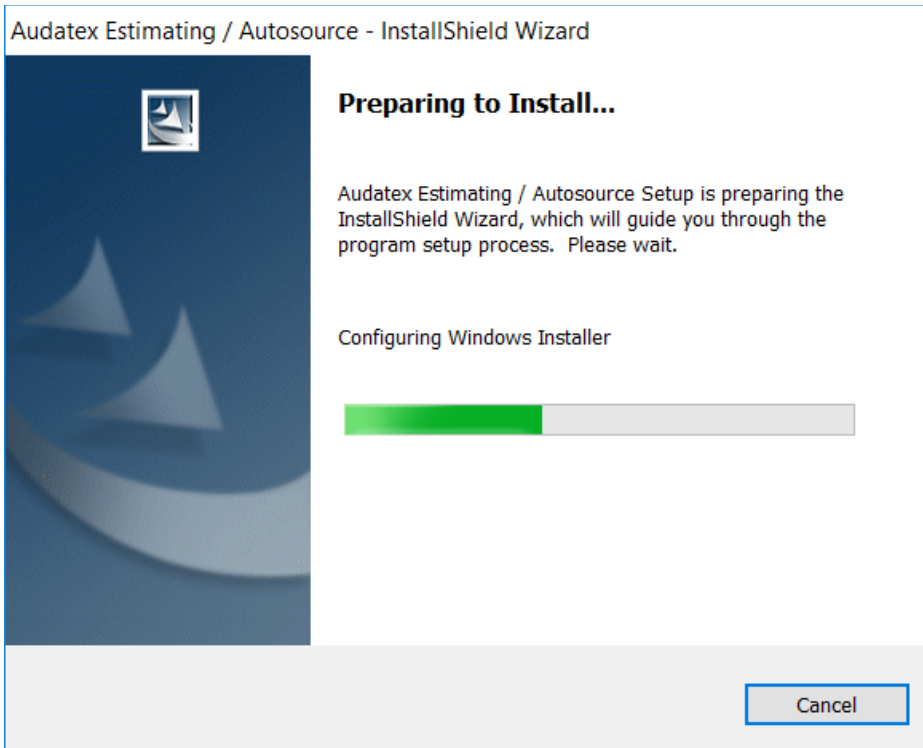 Audatex Estimating / Autosource - InstallShield Wizard
Preparing to Install...
Audatex Estimating / Autosource Setup is preparing the
InstallShield Wizard, which will guide you through the
program setup process.  Please wait.
Configuring Windows Installer
Cancel